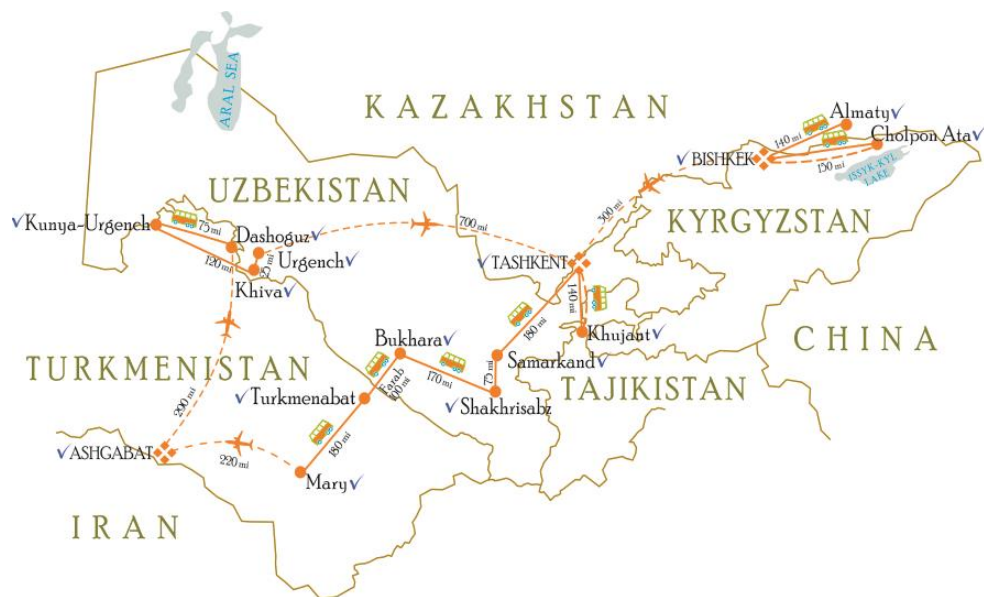 ARAL SEA
KAZAKHSTAN
Almaty
140 mi
Cholpon Ata
BISHKEK
150 mi
ISSYK-KYL
LAKE
UZBEKISTAN
300 mi
KYRGYZSTAN
Kunya-Urgench
75 mi
Dashoguz
700 mi
Urgench
25 mi
120 mi
Khiva
TASHKENT
140 mi
Khujant
180 mi
CHINA
Bukhara
Samarkand
TURKMENISTAN
Farab
100 mi
170 mi
72 mi
TAJIKISTAN
Turkmenabat
Shakhrisabz
290 mi
180 mi
ASHGABAT
220 mi
Mary
IRAN